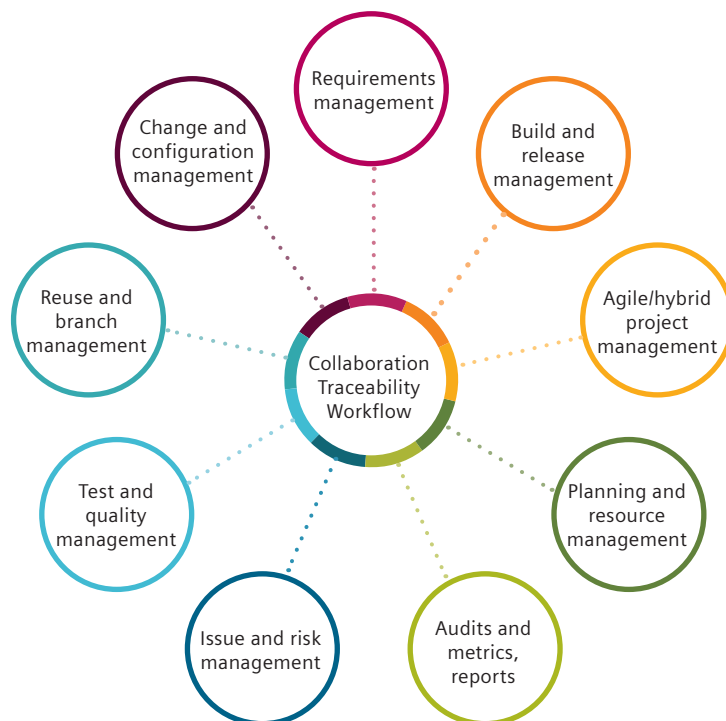 Requirements
management
Build and
release
management
Agile/hybrid
project
management
Planning and
resource
management
Audits and
metrics,
reports
Issue and risk
management
Test and
quality
management
Reuse and
branch
management
Change and
configuration
management
Collaboration
Traceability
Workflow